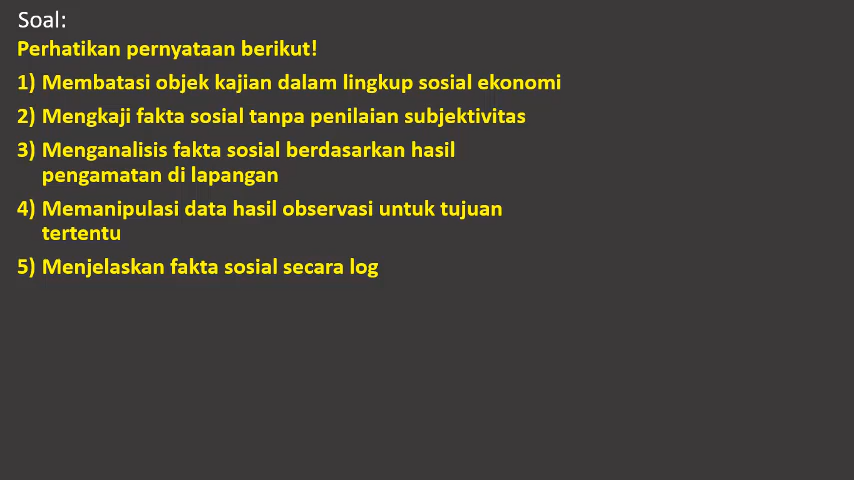 Soal:
Perhatikan pernyataan berikut!
1) Membatasi objek kajian dalam lingkup sosial ekonomi
2) Mengkaji fakta sosial tanpa penilaian subjektivitas
3) Menganalisis fakta sosial berdasarkan hasil
pengamatan di lapangan
4) Memanipulasi data hasil observasi untuk tujuan
tertentu
5) Menjelaskan fakta sosial secara log